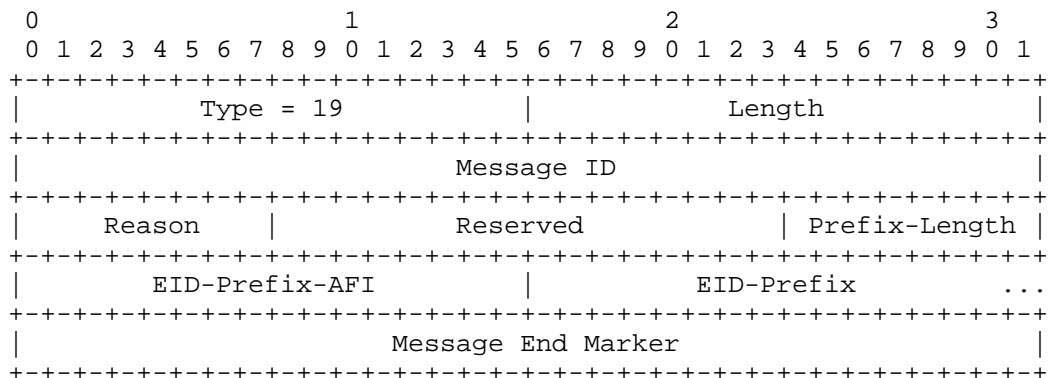 0                   1                   2                   3
 0 1 2 3 4 5 6 7 8 9 0 1 2 3 4 5 6 7 8 9 0 1 2 3 4 5 6 7 8 9 0 1
+-+-+-+-+-+-+-+-+-+-+-+-+-+-+-+-+-+-+-+-+-+-+-+-+-+-+-+-+-+-+-+-+
|           Type = 19           |            Length             |
+-+-+-+-+-+-+-+-+-+-+-+-+-+-+-+-+-+-+-+-+-+-+-+-+-+-+-+-+-+-+-+-+
|                           Message ID                          |
+-+-+-+-+-+-+-+-+-+-+-+-+-+-+-+-+-+-+-+-+-+-+-+-+-+-+-+-+-+-+-+-+
|     Reason    |           Reserved            | Prefix-Length |
+-+-+-+-+-+-+-+-+-+-+-+-+-+-+-+-+-+-+-+-+-+-+-+-+-+-+-+-+-+-+-+-+
|        EID-Prefix-AFI         |          EID-Prefix         ...
+-+-+-+-+-+-+-+-+-+-+-+-+-+-+-+-+-+-+-+-+-+-+-+-+-+-+-+-+-+-+-+-+
|                       Message End Marker                      |
+-+-+-+-+-+-+-+-+-+-+-+-+-+-+-+-+-+-+-+-+-+-+-+-+-+-+-+-+-+-+-+-+